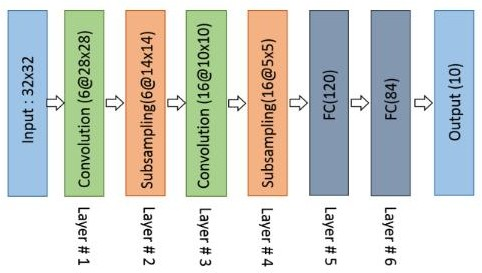 Input : 32x32
Convolution (6@28x28)
Subsampling(6@14x14)
Convolution (16@10x10)
Subsampling(16@5x5)
FC(120)
FC(84)
Output (10)
Layer # 1
Layer # 2
Layer # 3
Layer # 4
Layer # 5
Layer # 6